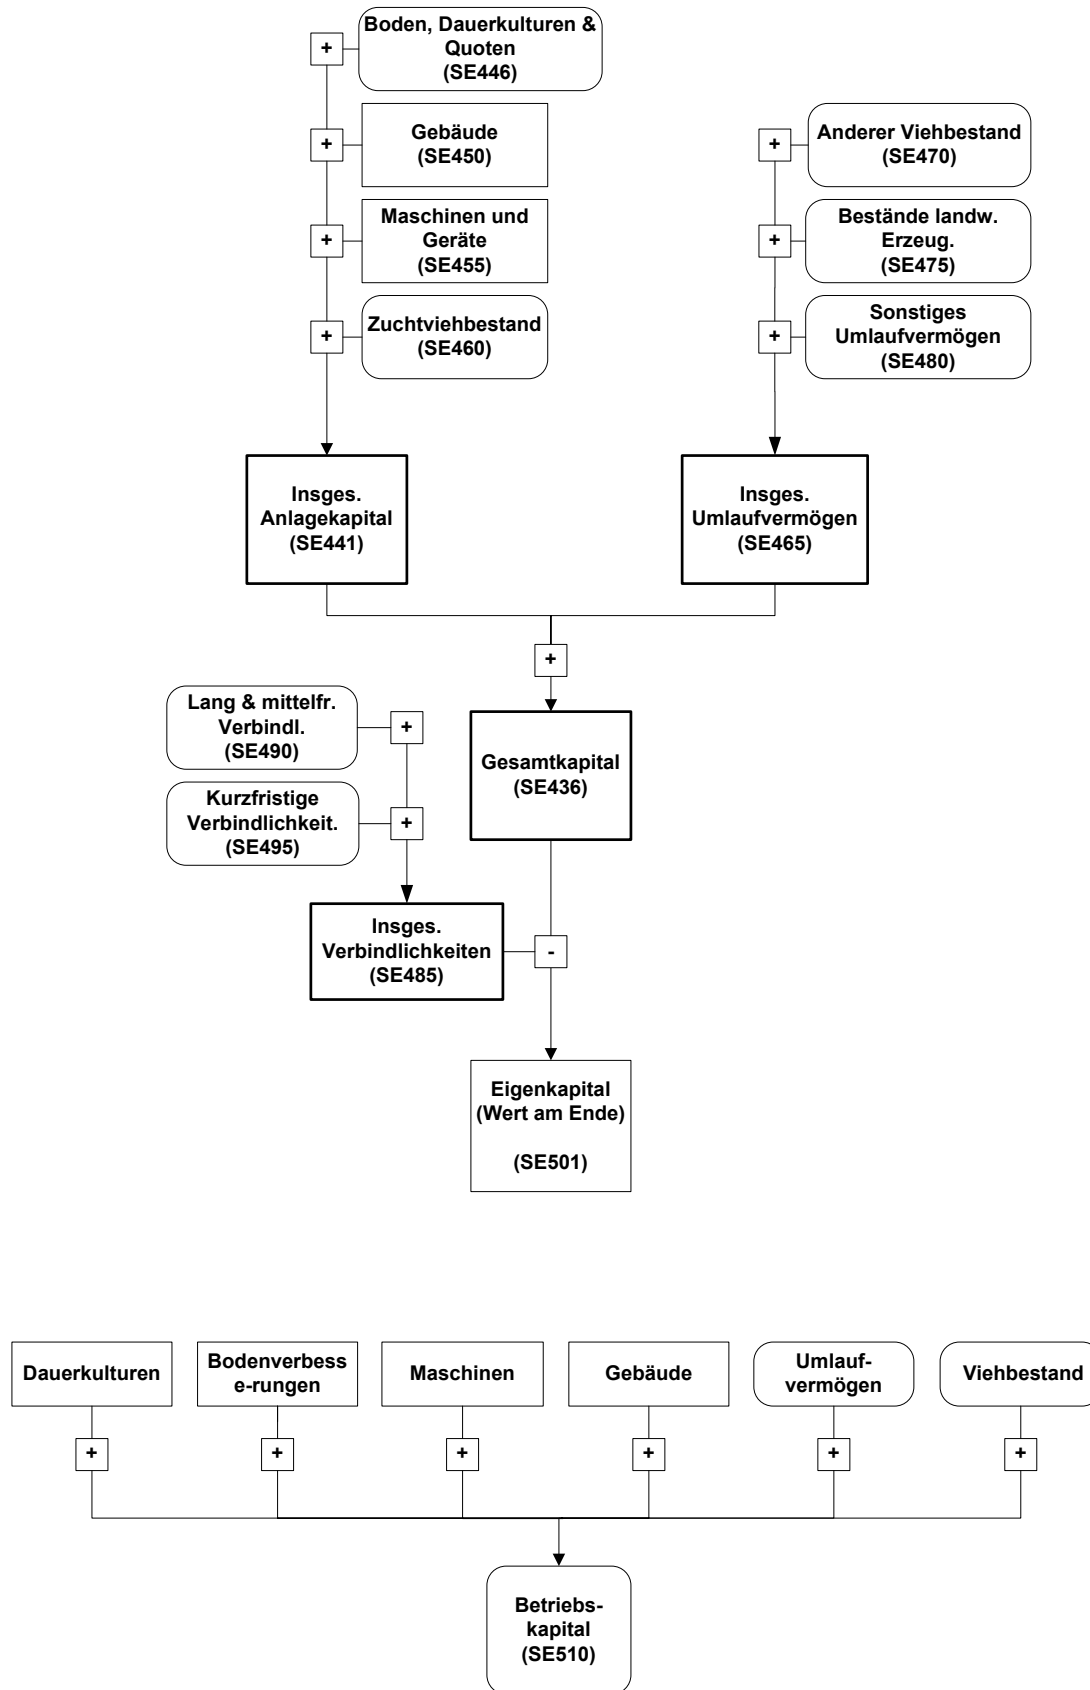 Boden, Dauerkulturen &
Quoten
(SE446)
+
Gebäude
(SE450)
+
Maschinen und
Geräte
(SE455)
+
Zuchtviehbestand
(SE460)
+
Anderer Viehbestand
(SE470)
+
Bestände landw.
Erzeug.
(SE475)
+
Sonstiges
Umlaufvermögen
(SE480)
+
Insges.
Anlagekapital
(SE441)
Insges.
Umlaufvermögen
(SE465)
+
Lang & mittelfr.
Verbindl.
(SE490)
+
Kurzfristige
Verbindlichkeit.
(SE495)
+
Gesamtkapital
(SE436)
Insges.
Verbindlichkeiten
(SE485)
-
Eigenkapital
(Wert am Ende)
(SE501)
Dauerkulturen
Bodenverbess
e-rungen
Maschinen
Gebäude
Umlauf-
vermögen
Viehbestand
+ + + + + +
Betriebs-
kapital
(SE510)